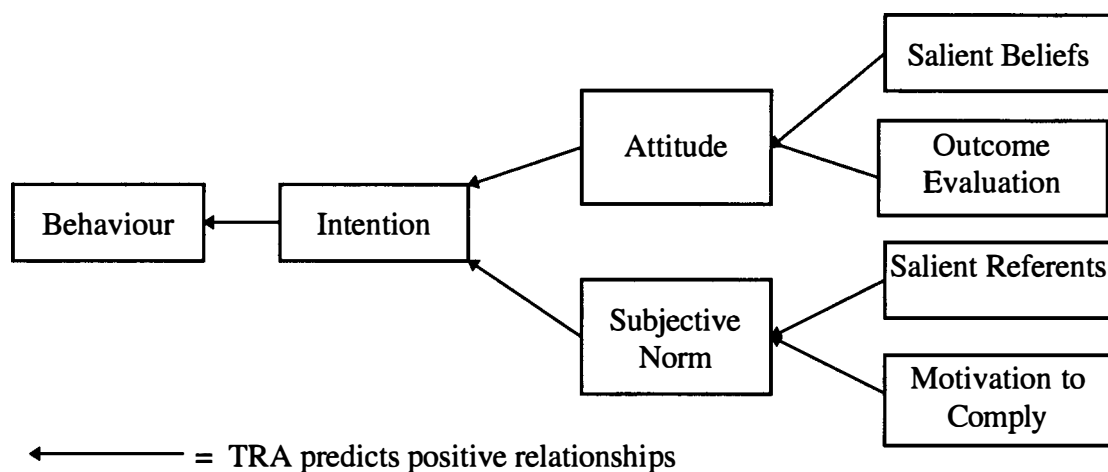 Salient Beliefs
Attitude
Outcome
Evaluation
Behaviour
Intention
Salient Referents
Subjective
Norm
Motivation to
Comply
= TRA predicts positive relationships